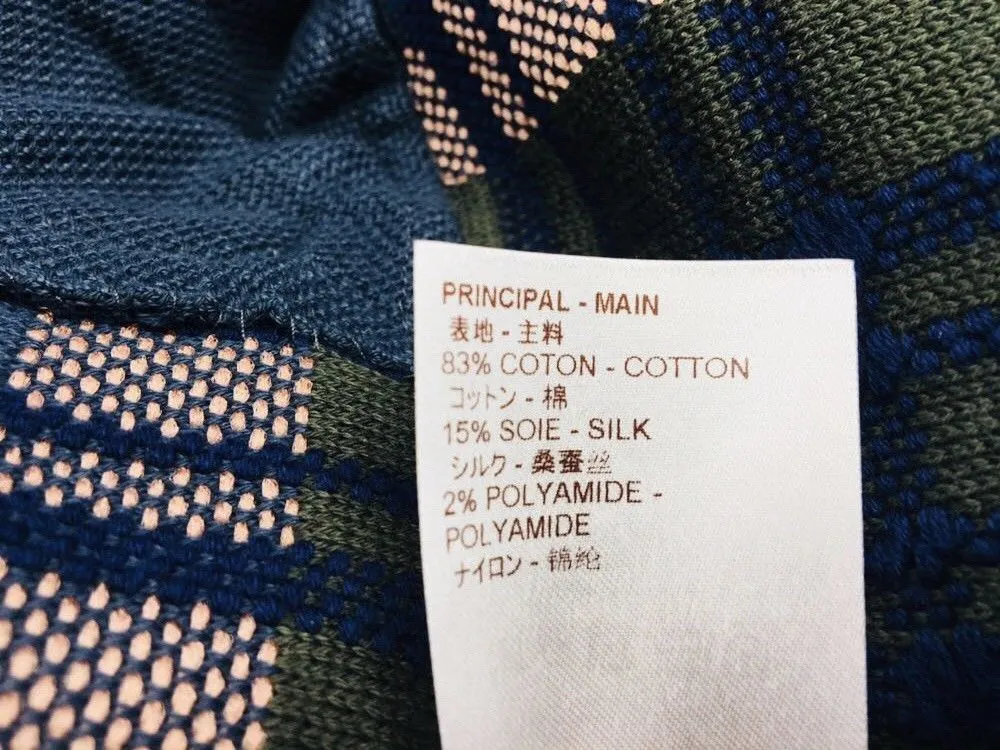 PRINCIPAL - MAIN
表地 - 主料
83% COTON - COTTON
コットン - 棉
15% SOIE - SILK
シルク - 桑蚕丝
2% POLYAMIDE -
POLYAMIDE
ナイロン - 锦纶